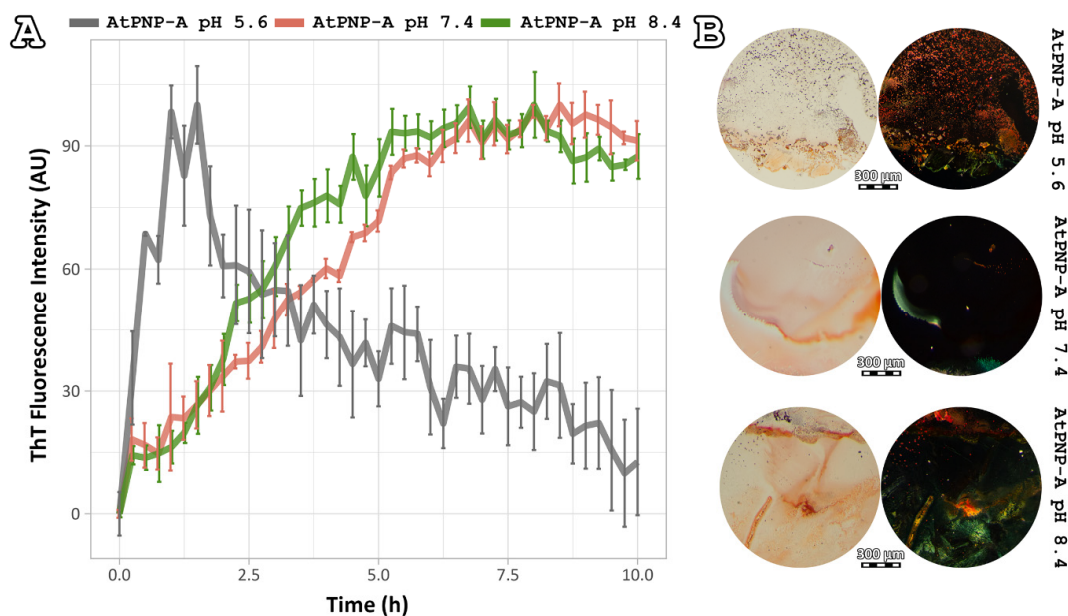 A
AtPNP-A pH 5.6
AtPNP-A pH 7.4
AtPNP-A pH 8.4
ThT Fluorescence Intensity (AU)
90
60
30
0
0.0
2.5
5.0
7.5
10.0
Time (h)
B
AtPNP-A pH 5.6
300 µm
AtPNP-A pH 7.4
300 µm
AtPNP-A pH 8.4
300 µm